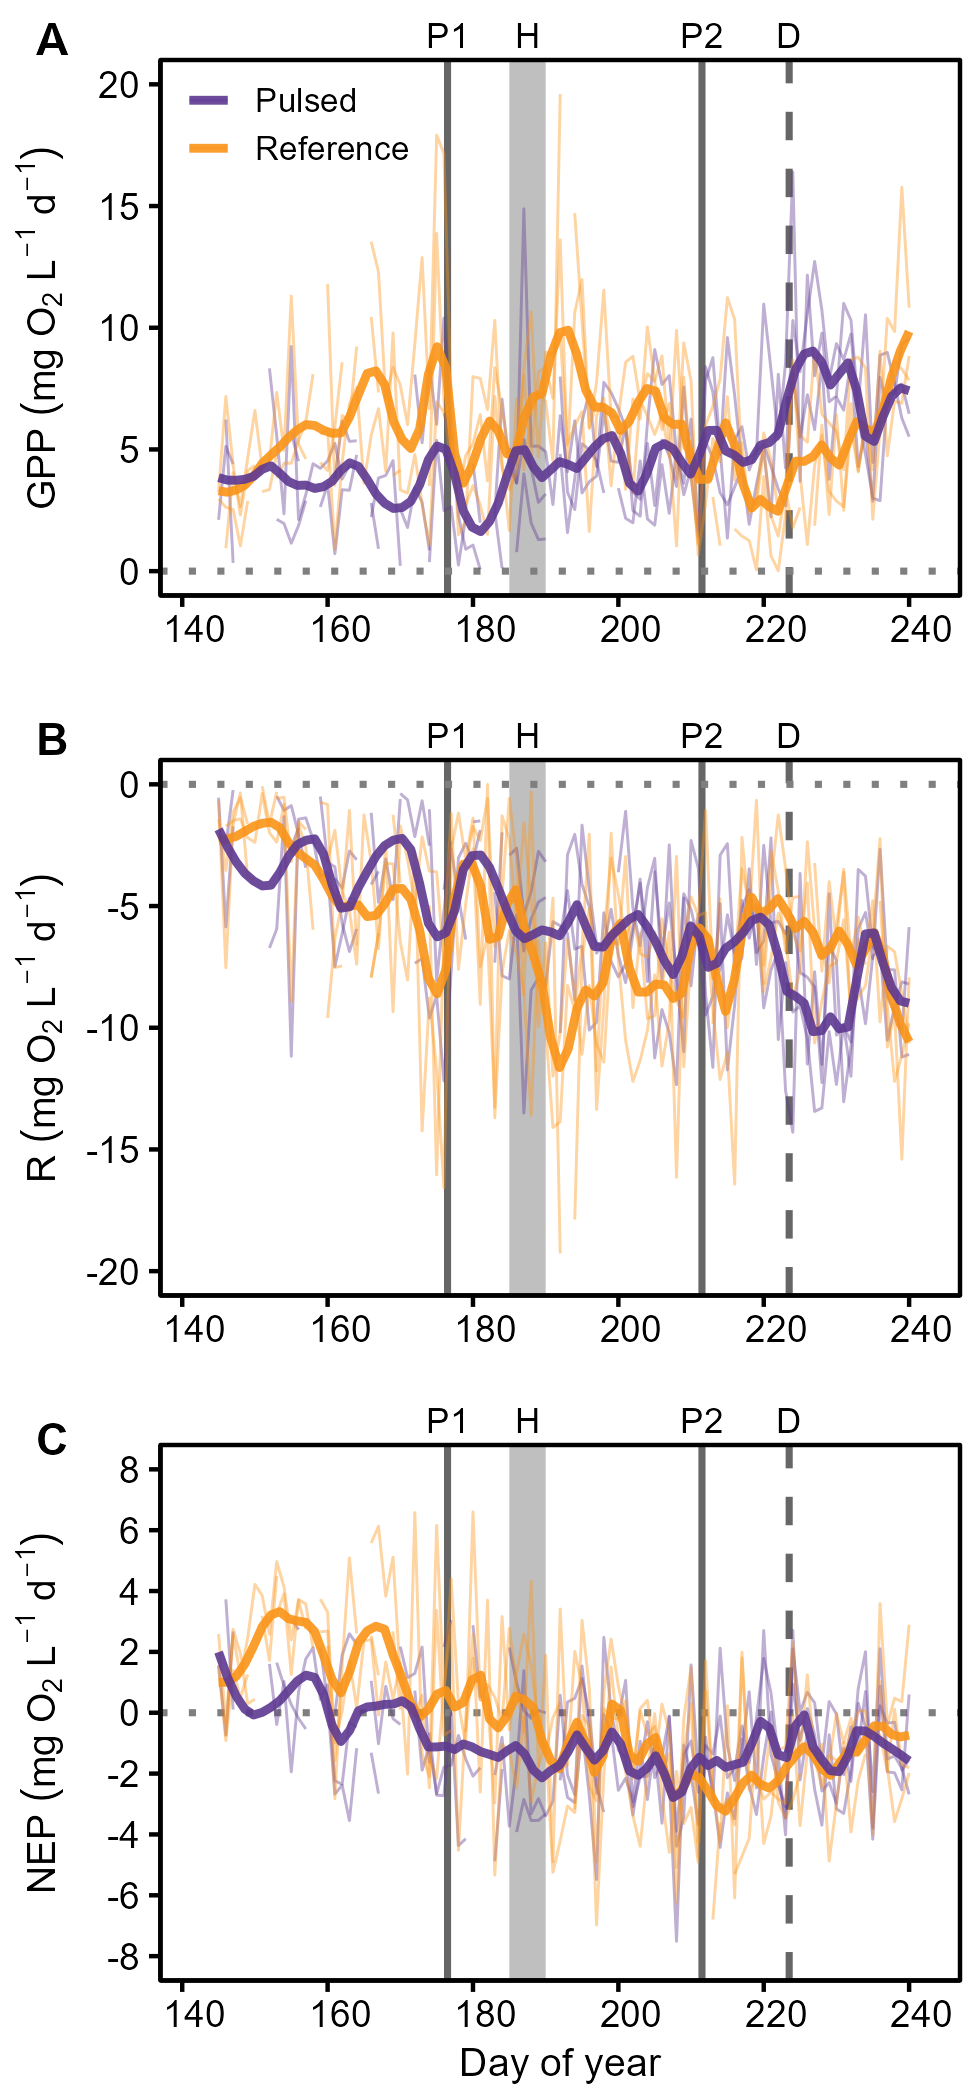 A
P1 H P2 D
Pulsed
Reference
GPP (mg O₂ L⁻¹ d⁻¹)
20
15
10
5
0
140 160 180 200 220 240
B
P1 H P2 D
R (mg O₂ L⁻¹ d⁻¹)
0
-5
-10
-15
-20
140 160 180 200 220 240
C
P1 H P2 D
NEP (mg O₂ L⁻¹ d⁻¹)
8
6
4
2
0
-2
-4
-6
-8
140 160 180 200 220 240
Day of year